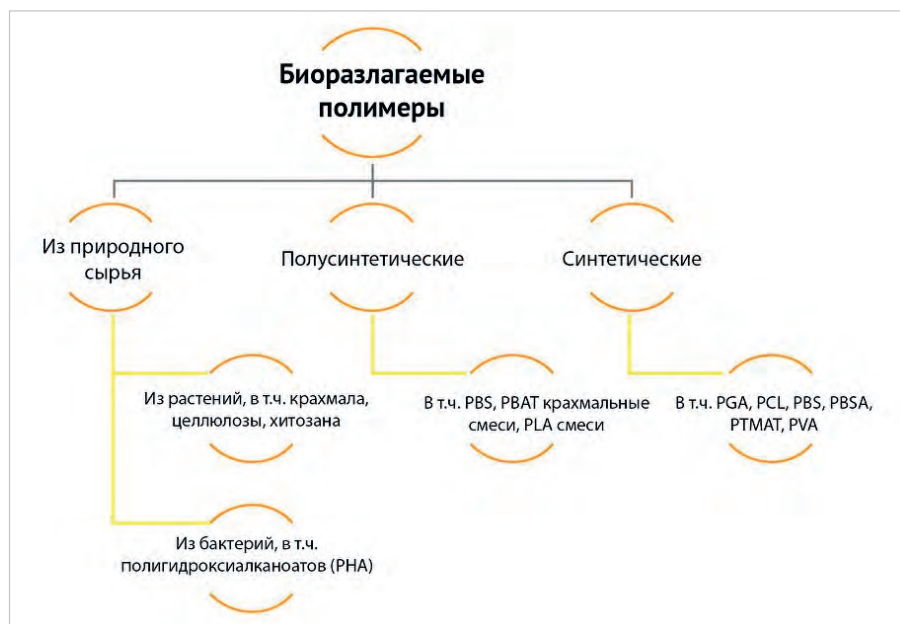 Биоразлагаемые
полимеры
Из природного
сырья
Полусинтетические
Синтетические
Из растений, в т.ч. крахмала,
целлюлозы, хитозана
В т.ч. PBS, PBAT крахмальные
смеси, PLA смеси
В т.ч. PGA, PCL, PBS, PBSA,
PTMAT, PVA
Из бактерий, в т.ч.
полигидроксиалканоатов (PHA)